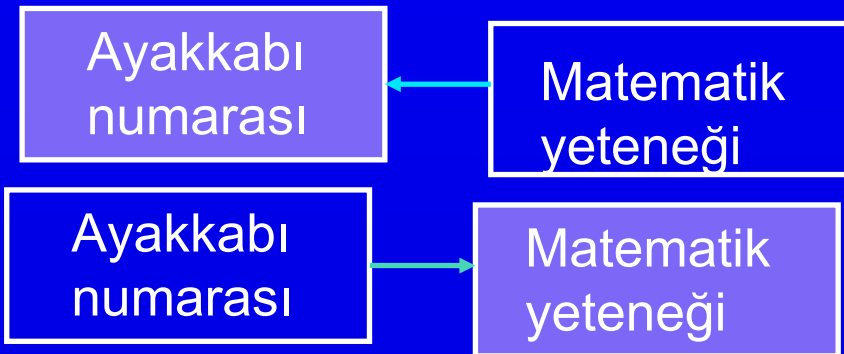 Ayakkabı
numarası
Matematik
yeteneği
Ayakkabı
numarası
Matematik
yeteneği